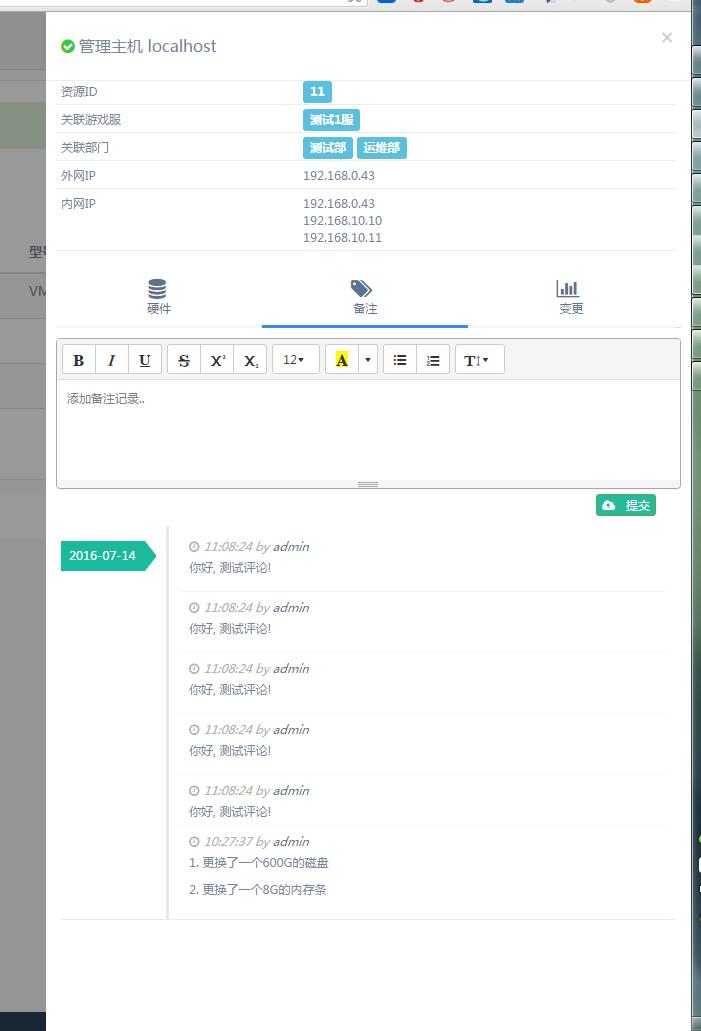 管理主机 localhost
×
资源ID 11
关联游戏服 测试1服
关联部门 测试部 运维部
外网IP 192.168.0.43
内网IP 192.168.0.43
192.168.10.10
192.168.10.11
硬件 备注 变更
B I U S X² X₂ 12 A T
添加备注记录..
提交
2016-07-14
11:08:24 by admin
你好, 测试评论!
11:08:24 by admin
你好, 测试评论!
11:08:24 by admin
你好, 测试评论!
11:08:24 by admin
你好, 测试评论!
11:08:24 by admin
你好, 测试评论!
10:27:37 by admin
1. 更换了一个600G的磁盘
2. 更换了一个8G的内存条
VM